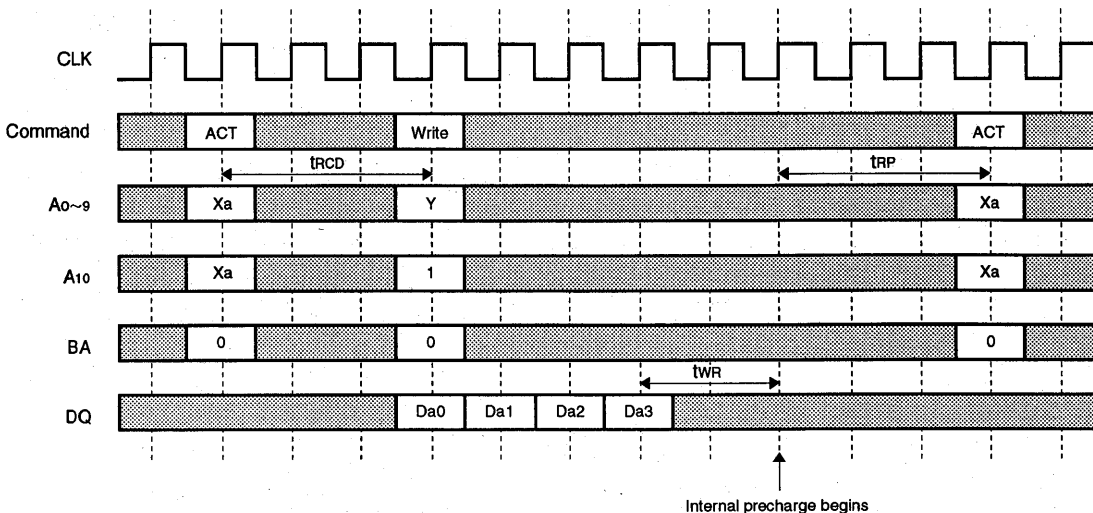 CLK
Command ACT Write ACT
tRCD tRP
A0~9 Xa Y Xa
A10 Xa 1 Xa
BA 0 0 0
tWR
DQ Da0 Da1 Da2 Da3
Internal precharge begins